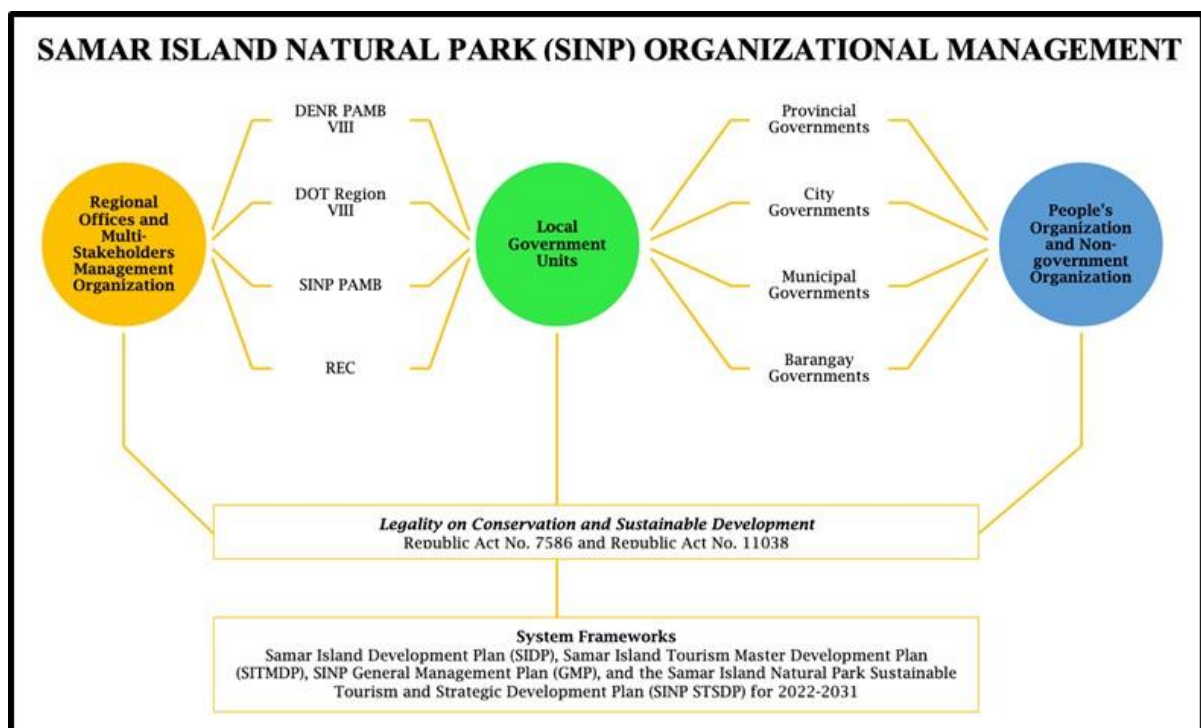 SAMAR ISLAND NATURAL PARK (SINP) ORGANIZATIONAL MANAGEMENT
Regional
Offices and
Multi-
Stakeholders
Management
Organization
DENR PAMB
VIII
DOT Region
VIII
SINP PAMB
REC
Local
Government
Units
Provincial
Governments
City
Governments
Municipal
Governments
Barangay
Governments
People's
Organization
and Non-
government
Organization
Legality on Conservation and Sustainable Development
Republic Act No. 7586 and Republic Act No. 11038
System Frameworks
Samar Island Development Plan (SIDP), Samar Island Tourism Master Development Plan
(SITMDP), SINP General Management Plan (GMP), and the Samar Island Natural Park Sustainable
Tourism and Strategic Development Plan (SINP STSDP) for 2022-2031